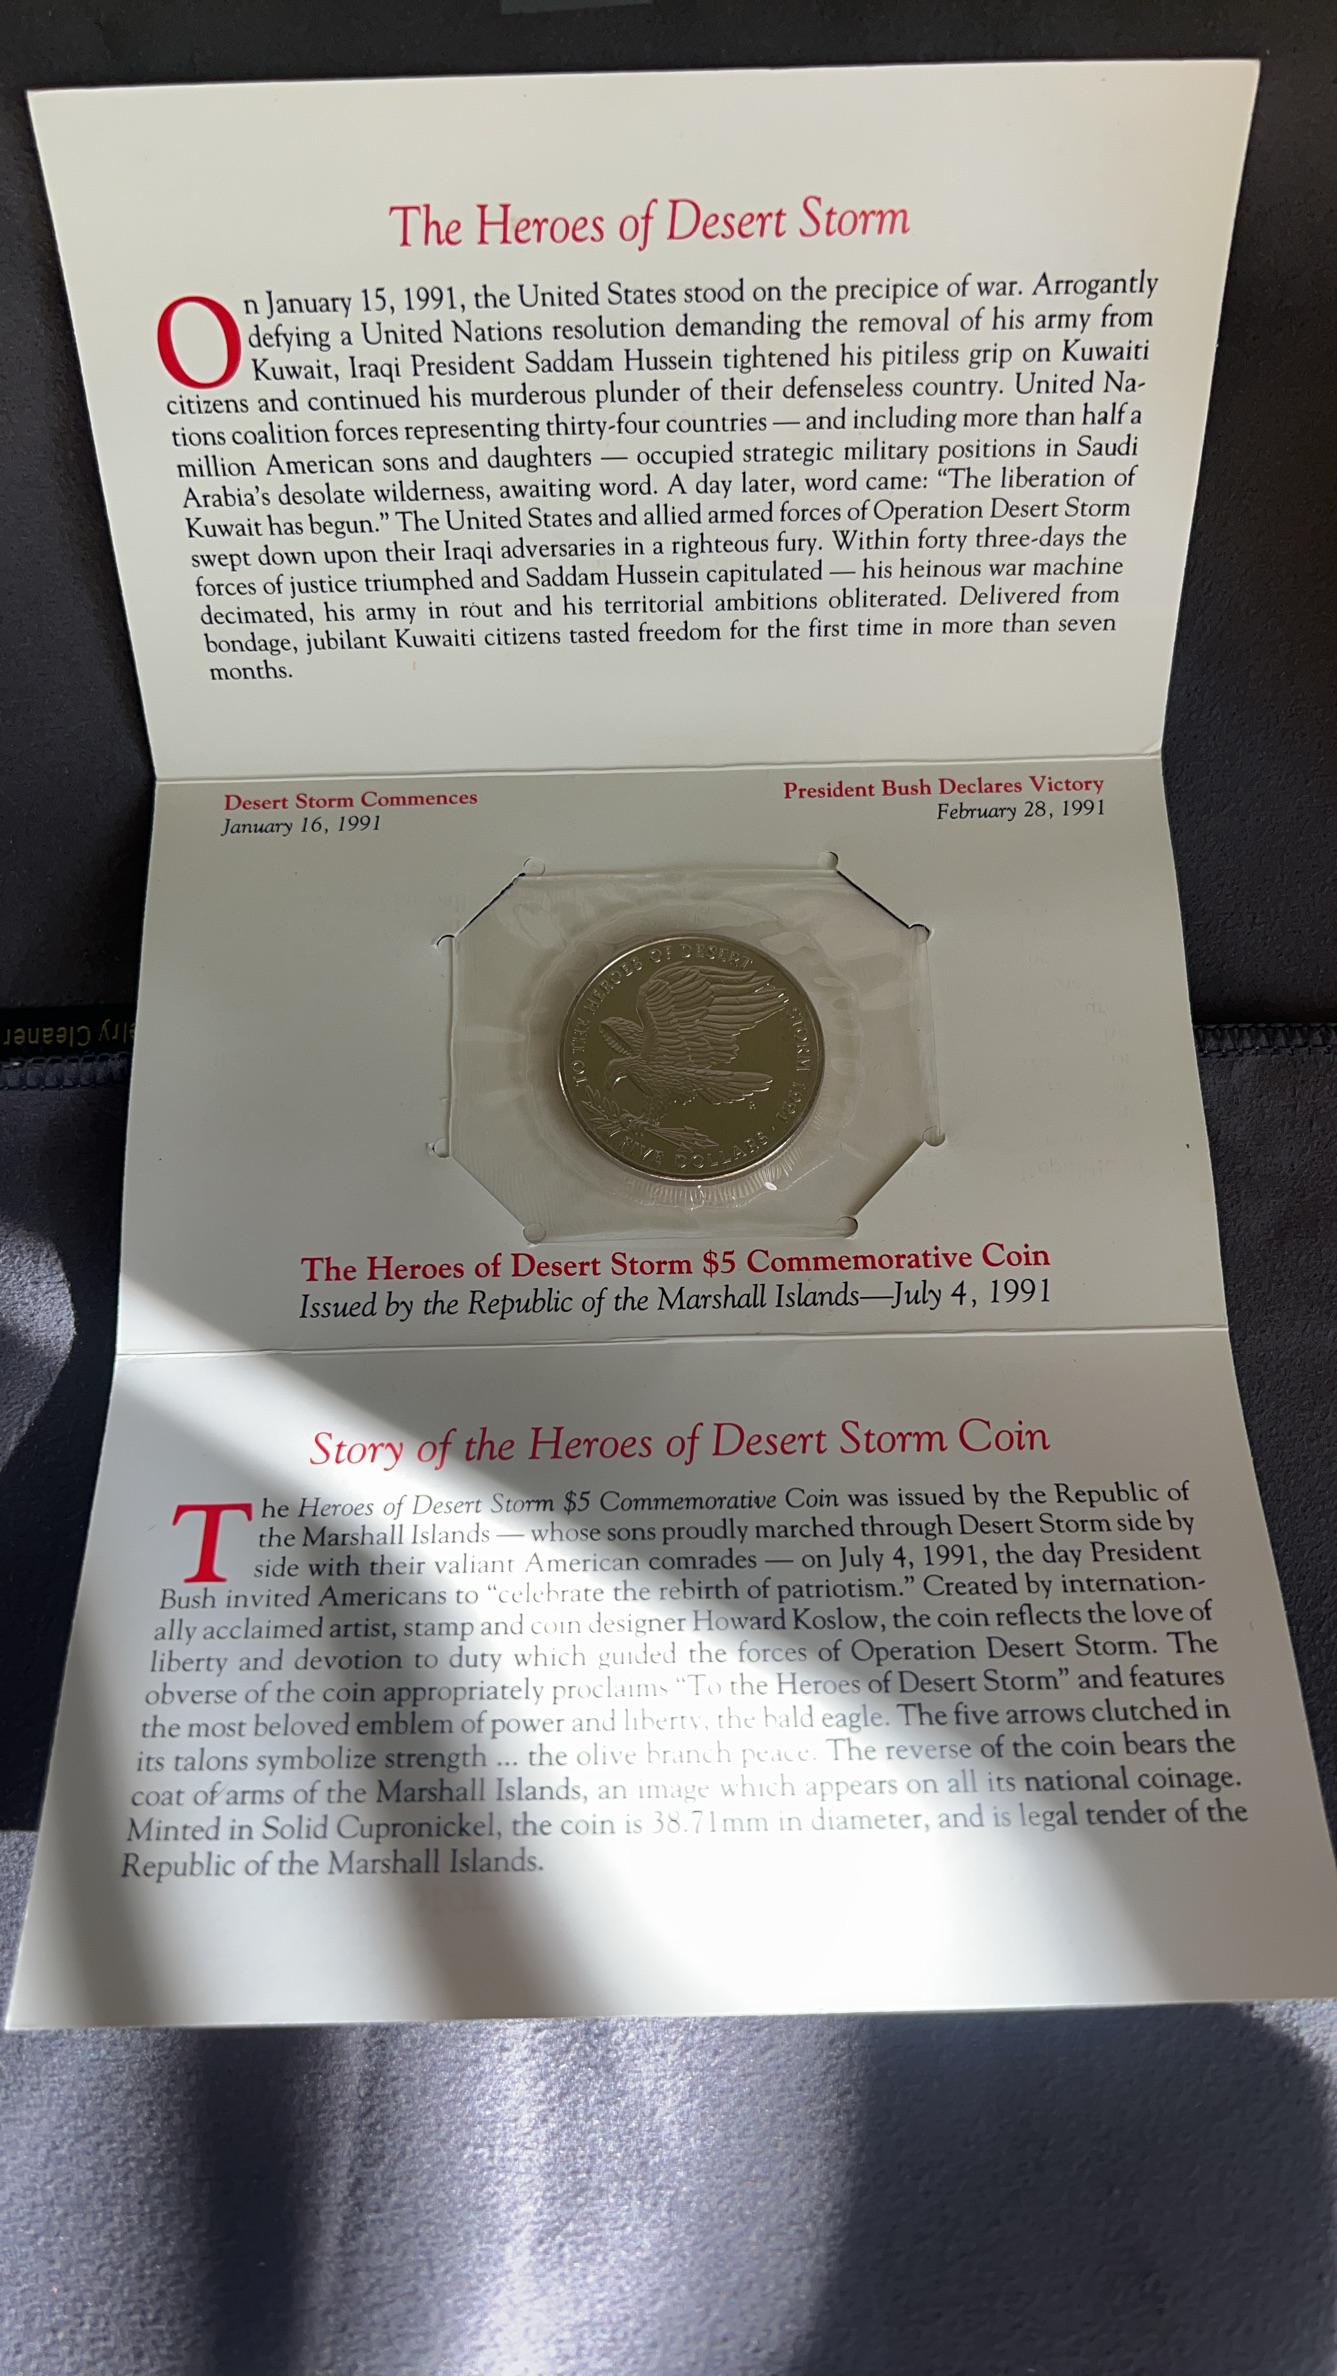 The Heroes of Desert Storm
On January 15, 1991, the United States stood on the precipice of war. Arrogantly
defying a United Nations resolution demanding the removal of his army from
Kuwait, Iraqi President Saddam Hussein tightened his pitiless grip on Kuwaiti
citizens and continued his murderous plunder of their defenseless country. United Na-
tions coalition forces representing thirty-four countries — and including more than half a
million American sons and daughters — occupied strategic military positions in Saudi
Arabia's desolate wilderness, awaiting word. A day later, word came: “The liberation of
Kuwait has begun.” The United States and allied armed forces of Operation Desert Storm
swept down upon their Iraqi adversaries in a righteous fury. Within forty three-days the
forces of justice triumphed and Saddam Hussein capitulated — his heinous war machine
decimated, his army in rout and his territorial ambitions obliterated. Delivered from
bondage, jubilant Kuwaiti citizens tasted freedom for the first time in more than seven
months.
Desert Storm Commences
January 16, 1991
President Bush Declares Victory
February 28, 1991
TO THE HEROES OF DESERT STORM 1991
FIVE DOLLARS
elry Cleaner
The Heroes of Desert Storm $5 Commemorative Coin
Issued by the Republic of the Marshall Islands—July 4, 1991
Story of the Heroes of Desert Storm Coin
The Heroes of Desert Storm $5 Commemorative Coin was issued by the Republic of
the Marshall Islands — whose sons proudly marched through Desert Storm side by
side with their valiant American comrades — on July 4, 1991, the day President
Bush invited Americans to “celebrate the rebirth of patriotism.” Created by internation-
ally acclaimed artist, stamp and coin designer Howard Koslow, the coin reflects the love of
liberty and devotion to duty which guided the forces of Operation Desert Storm. The
obverse of the coin appropriately proclaims “To the Heroes of Desert Storm” and features
the most beloved emblem of power and liberty, the bald eagle. The five arrows clutched in
its talons symbolize strength ... the olive branch peace. The reverse of the coin bears the
coat of arms of the Marshall Islands, an image which appears on all its national coinage.
Minted in Solid Cupronickel, the coin is 38.71mm in diameter, and is legal tender of the
Republic of the Marshall Islands.